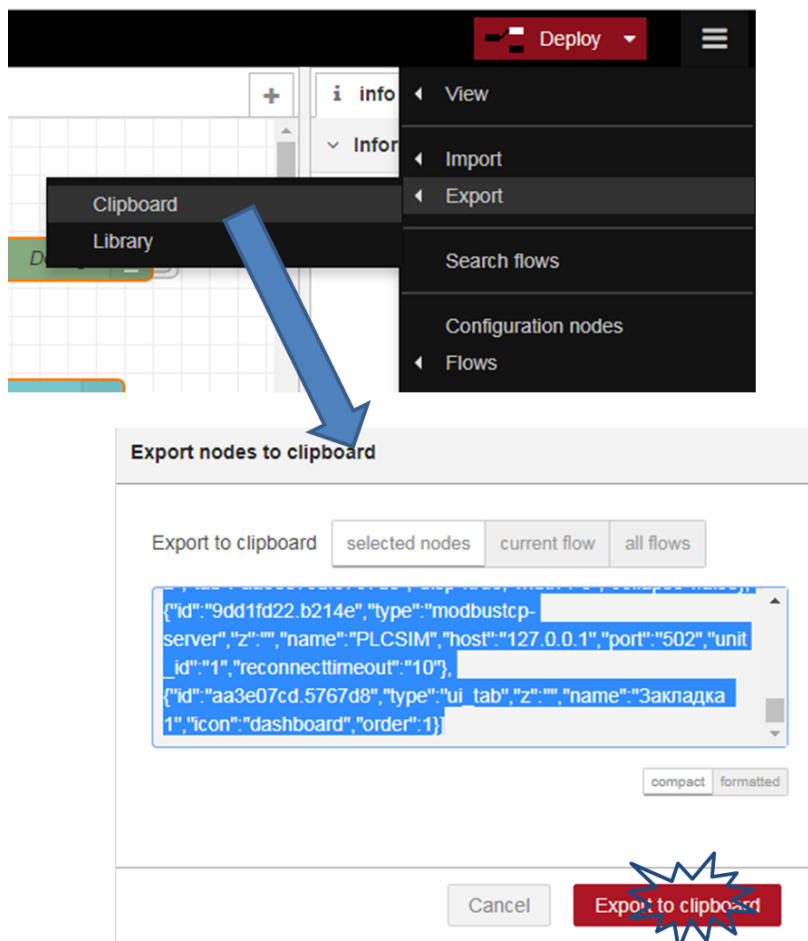 Deploy
+
i info
View
Infor
Import
Export
Clipboard
Library
Search flows
Configuration nodes
Flows
Export nodes to clipboard
Export to clipboard selected nodes current flow all flows
{"id":"9dd1fd22.b214e","type":"modbustcp-
server","z":"","name":"PLCSIM","host":"127.0.0.1","port":"502","unit
_id":"1","reconnecttimeout":"10"},
{"id":"aa3e07cd.5767d8","type":"ui_tab","z":"","name":"Закладка
1","icon":"dashboard","order":1}]
compact formatted
Cancel Export to clipboard